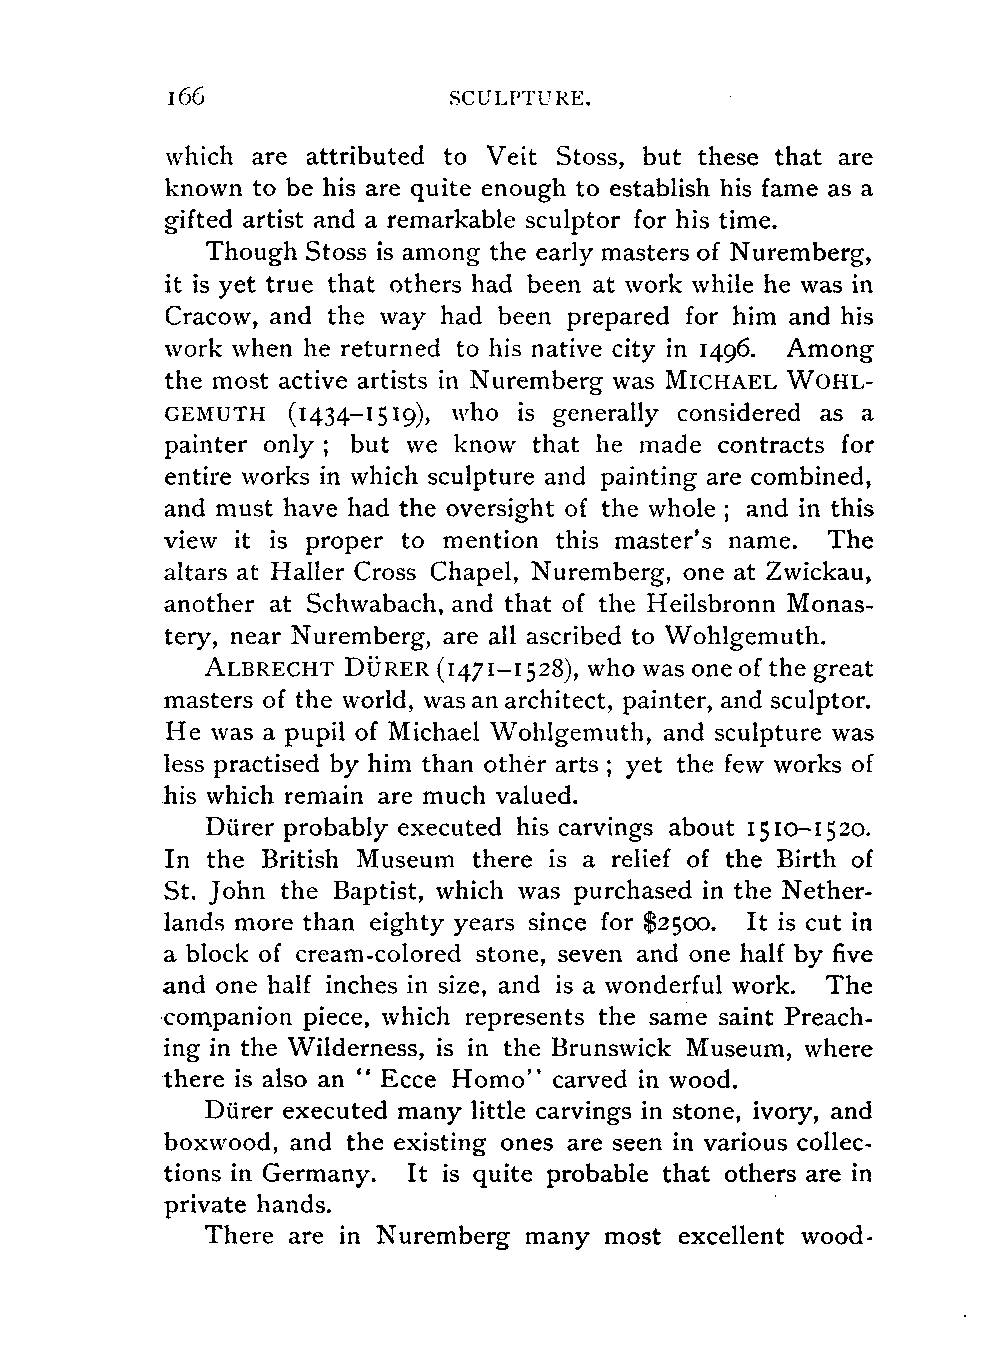 166 SCULPTURE.
which are attributed to Veit Stoss, but these that are
known to be his are quite enough to establish his fame as a
gifted artist and a remarkable sculptor for his time.
Though Stoss is among the early masters of Nuremberg,
it is yet true that others had been at work while he was in
Cracow, and the way had been prepared for him and his
work when he returned to his native city in 1496. Among
the most active artists in Nuremberg was MICHAEL WOHL-
GEMUTH (1434–1519), who is generally considered as a
painter only ; but we know that he made contracts for
entire works in which sculpture and painting are combined,
and must have had the oversight of the whole ; and in this
view it is proper to mention this master's name. The
altars at Haller Cross Chapel, Nuremberg, one at Zwickau,
another at Schwabach, and that of the Heilsbronn Monas-
tery, near Nuremberg, are all ascribed to Wohlgemuth.
ALBRECHT DÜRER (1471–1528), who was one of the great
masters of the world, was an architect, painter, and sculptor.
He was a pupil of Michael Wohlgemuth, and sculpture was
less practised by him than other arts ; yet the few works of
his which remain are much valued.
Dürer probably executed his carvings about 1510–1520.
In the British Museum there is a relief of the Birth of
St. John the Baptist, which was purchased in the Nether-
lands more than eighty years since for $2500. It is cut in
a block of cream-colored stone, seven and one half by five
and one half inches in size, and is a wonderful work. The
companion piece, which represents the same saint Preach-
ing in the Wilderness, is in the Brunswick Museum, where
there is also an “ Ecce Homo” carved in wood.
Dürer executed many little carvings in stone, ivory, and
boxwood, and the existing ones are seen in various collec-
tions in Germany. It is quite probable that others are in
private hands.
There are in Nuremberg many most excellent wood-